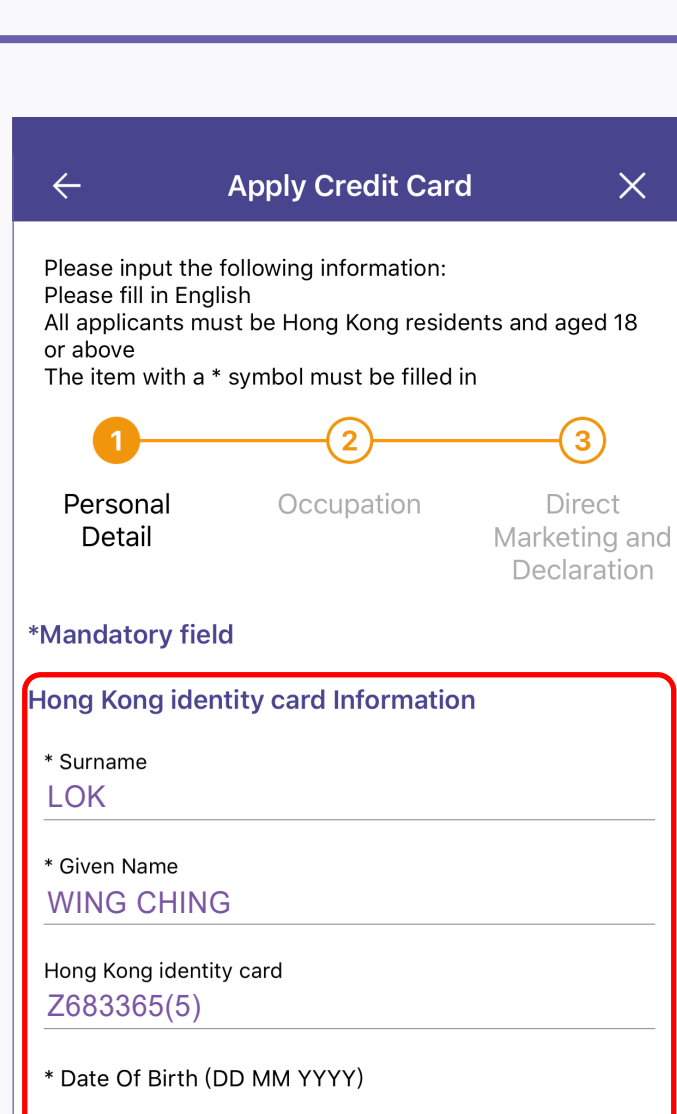 Apply Credit Card
Please input the following information:
Please fill in English
All applicants must be Hong Kong residents and aged 18
or above
The item with a * symbol must be filled in
1 2 3
Personal Occupation Direct
Detail Marketing and
Declaration
*Mandatory field
Hong Kong identity card Information
* Surname
LOK
* Given Name
WING CHING
Hong Kong identity card
Z683365(5)
* Date Of Birth (DD MM YYYY)